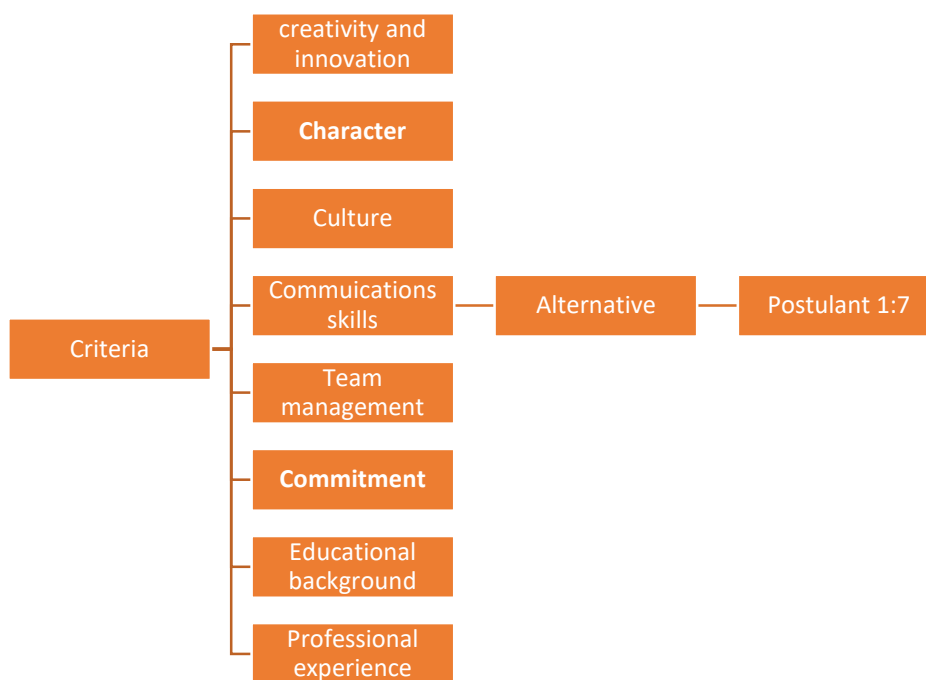 creativity and
innovation
Character
Culture
Commuications
skills
Alternative
Postulant 1:7
Criteria
Team
management
Commitment
Educational
background
Professional
experience